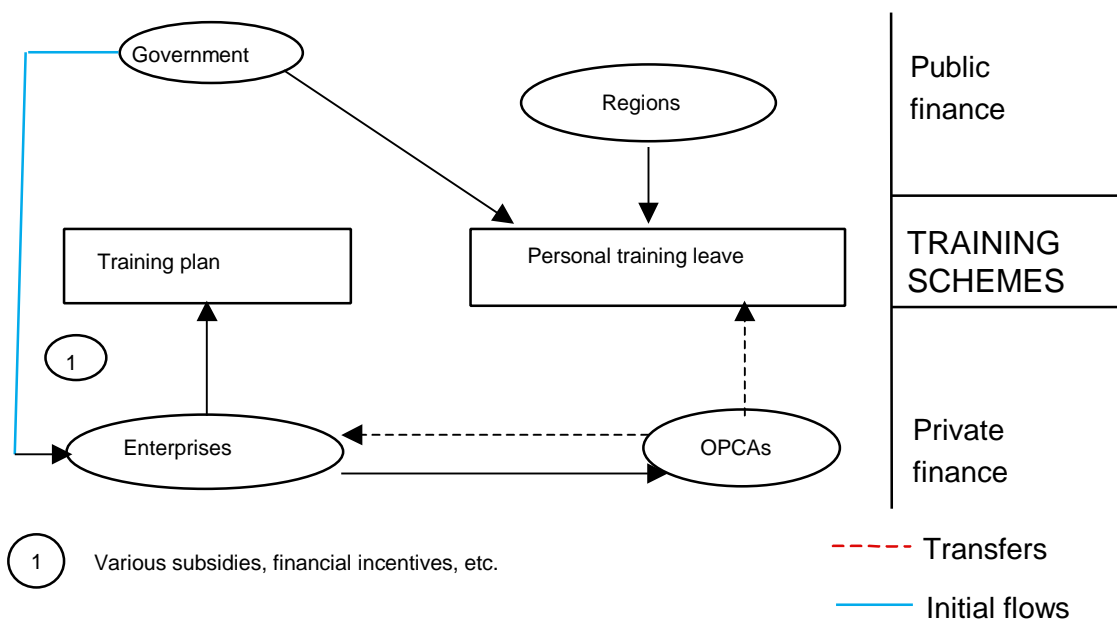 Government
Regions
Public
finance
Training plan
Personal training leave
TRAINING
SCHEMES
1
Enterprises
OPCAs
Private
finance
1
Various subsidies, financial incentives, etc.
Transfers
Initial flows